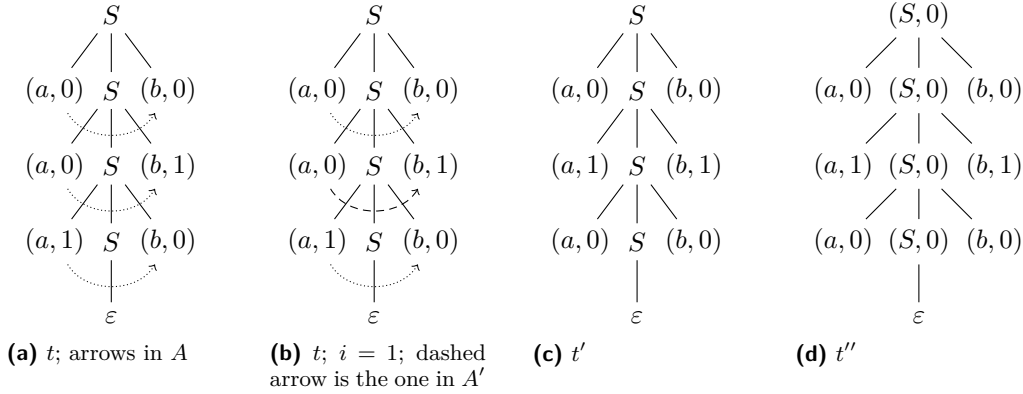 S S S (S, 0)
(a, 0) S (b, 0) (a, 0) S (b, 0) (a, 0) S (b, 0) (a, 0) (S, 0) (b, 0)
(a, 0) S (b, 1) (a, 0) S (b, 1) (a, 1) S (b, 1) (a, 1) (S, 0) (b, 1)
(a, 1) S (b, 0) (a, 1) S (b, 0) (a, 0) S (b, 0) (a, 0) (S, 0) (b, 0)
ε ε ε ε
(a) t; arrows in A
(b) t; i = 1; dashed
arrow is the one in A′
(c) t′
(d) t′′